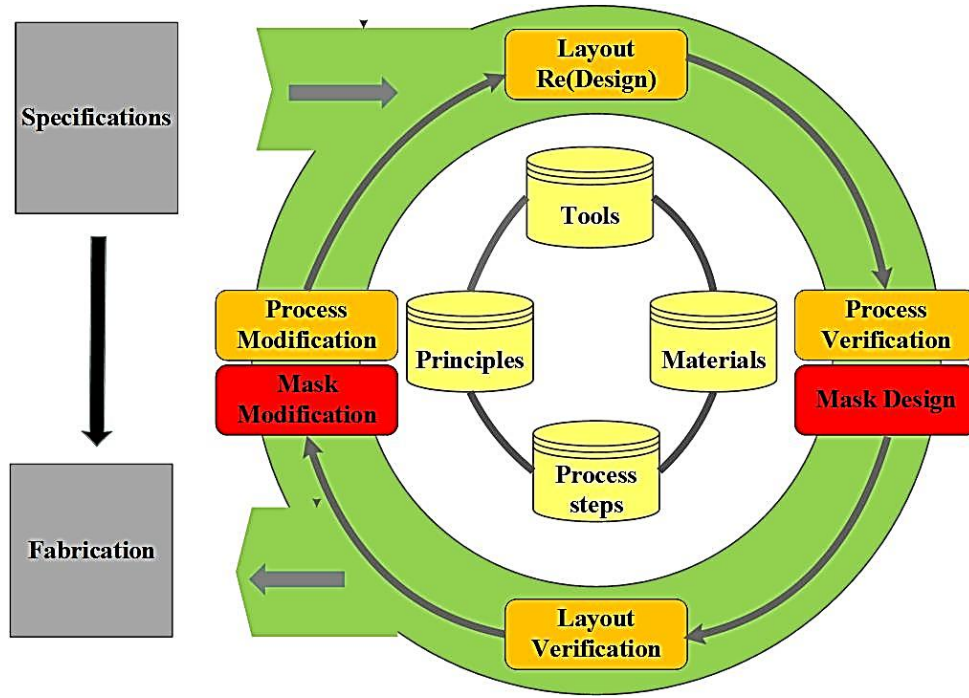 Specifications
Fabrication
Layout
Re(Design)
Process
Verification
Mask Design
Layout
Verification
Process
Modification
Mask
Modification
Tools
Principles
Materials
Process
steps